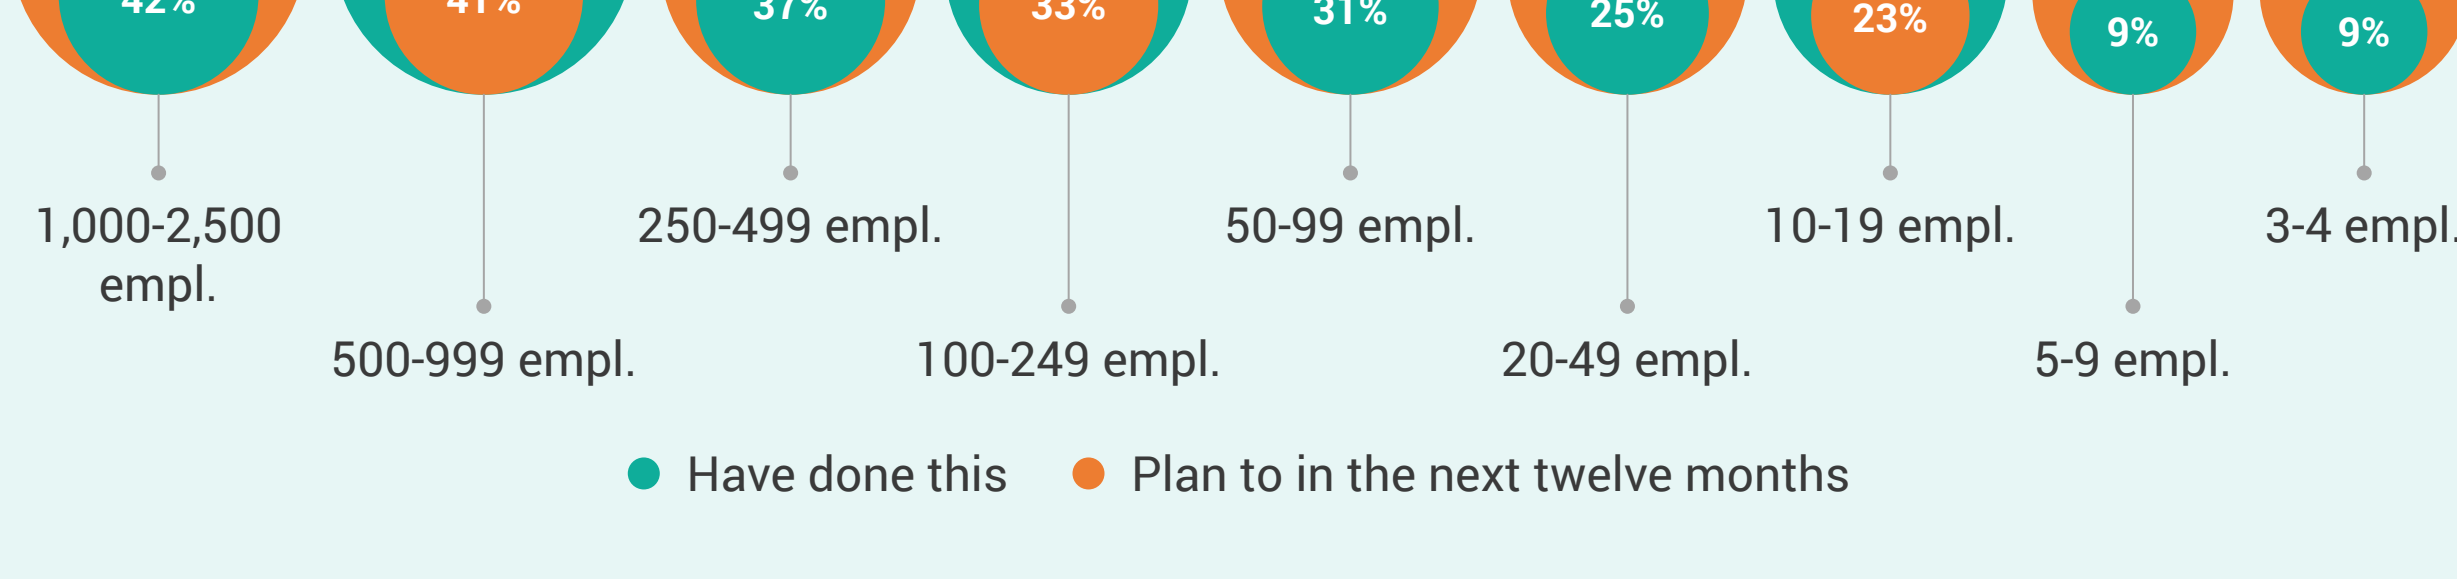 42% 41% 37% 33% 31% 25% 23% 9% 9%
1,000-2,500 empl.
250-499 empl.
50-99 empl.
10-19 empl.
3-4 empl.
500-999 empl.
100-249 empl.
20-49 empl.
5-9 empl.
Have done this
Plan to in the next twelve months